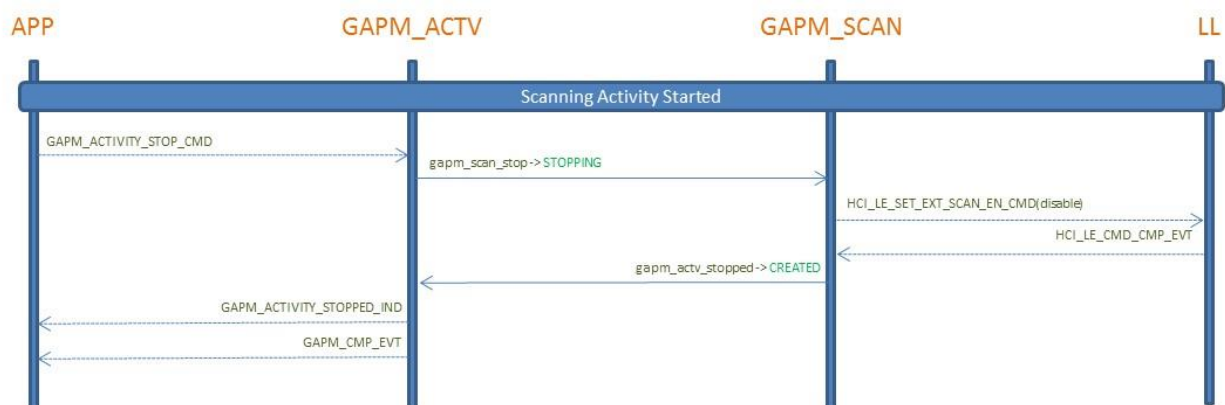 APP GAPM_ACTV GAPM_SCAN LL
Scanning Activity Started
GAPM_ACTIVITY_STOP_CMD
gapm_scan_stop->STOPPING
HCI_LE_SET_EXT_SCAN_EN_CMD(disable)
HCI_LE_CMD_CMP_EVT
gapm_actv_stopped->CREATED
GAPM_ACTIVITY_STOPPED_IND
GAPM_CMP_EVT